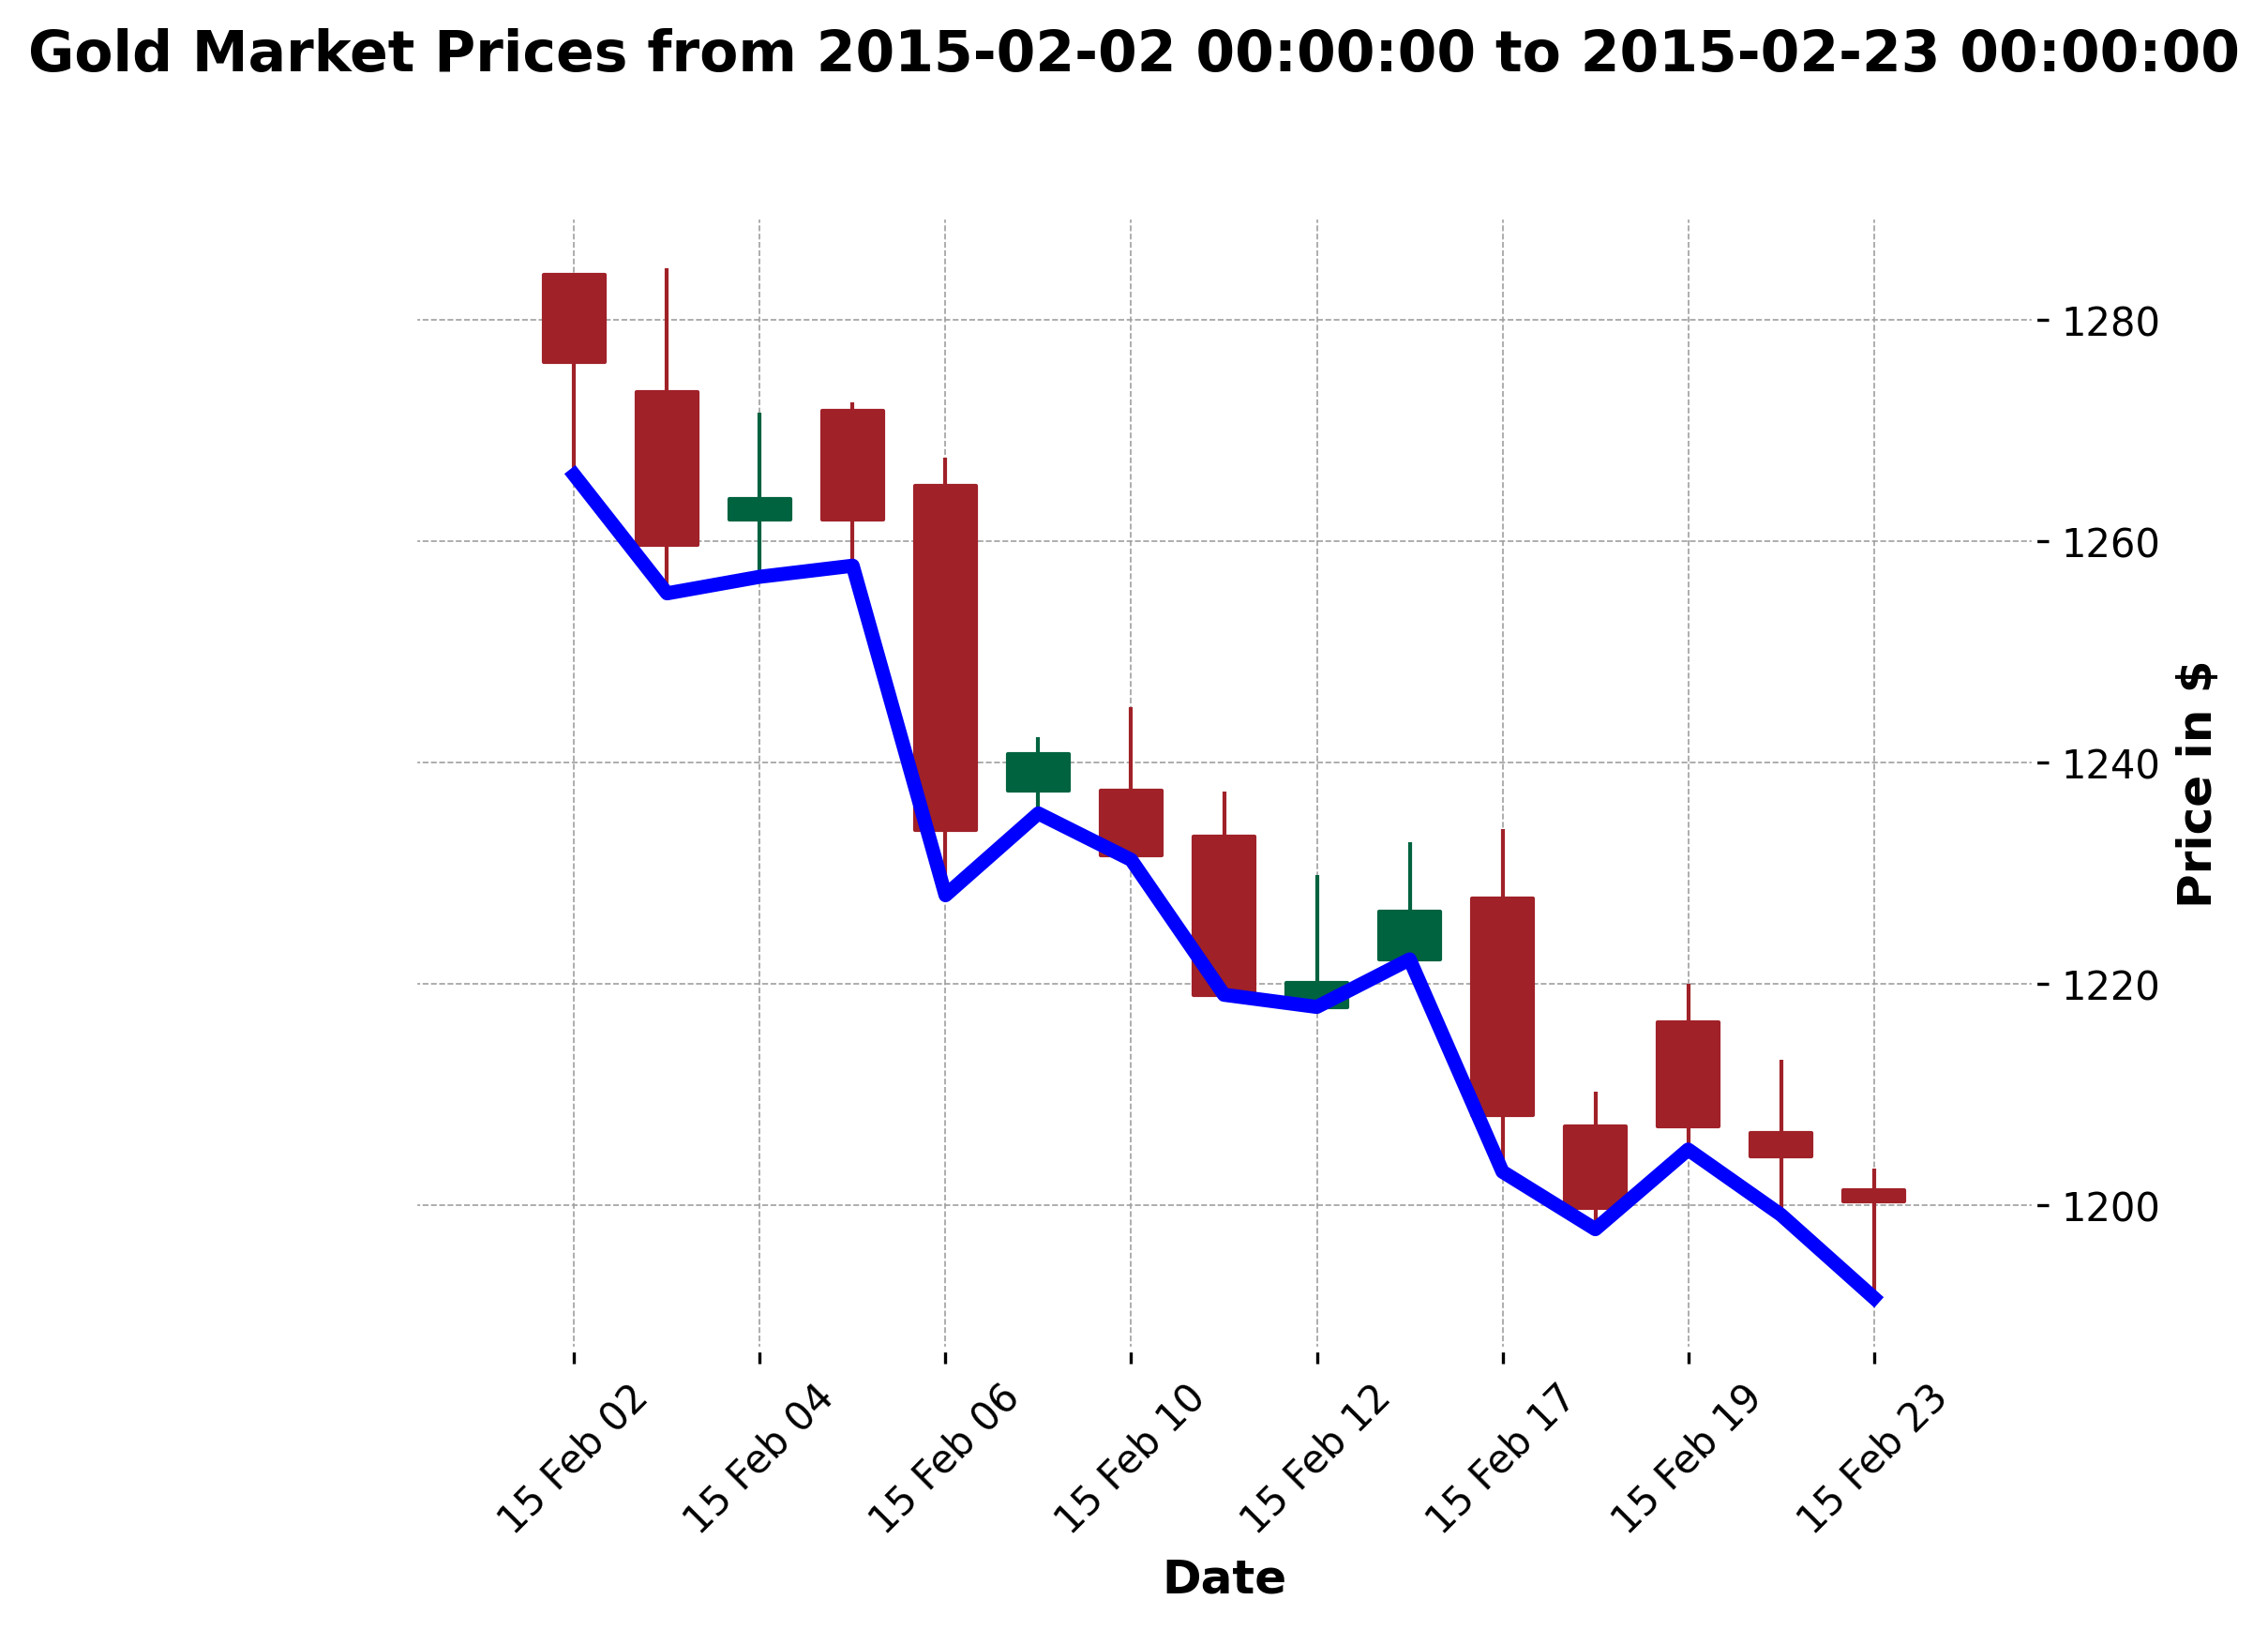 Gold Market Prices from 2015-02-02 00:00:00 to 2015-02-23 00:00:00
1280
1260
1240
1220
1200
Price in $
15 Feb 02
15 Feb 04
15 Feb 06
15 Feb 10
15 Feb 12
15 Feb 17
15 Feb 19
15 Feb 23
Date